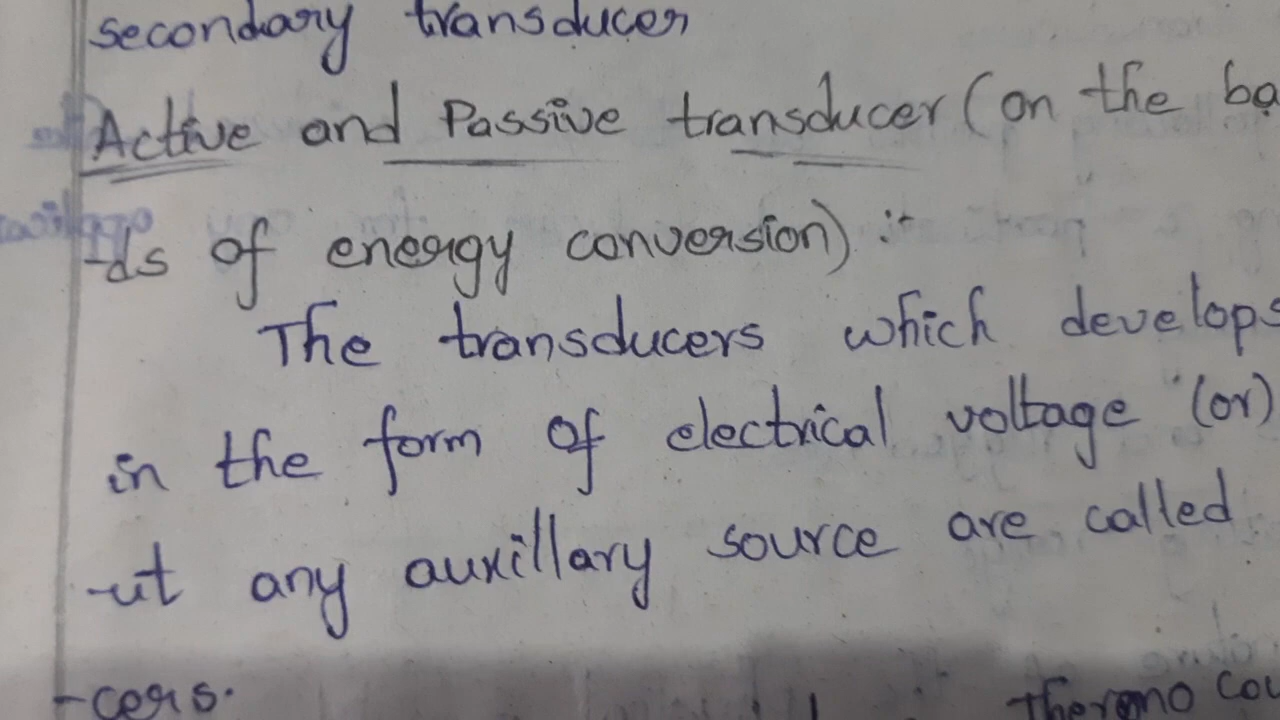 secondary transducer
Active and Passive transducer (on the ba
-ds of energy conversion) :-
The transducers which develops
in the form of electrical voltage (or)
-ut any auxillary source are called
-cers.
thermo cou